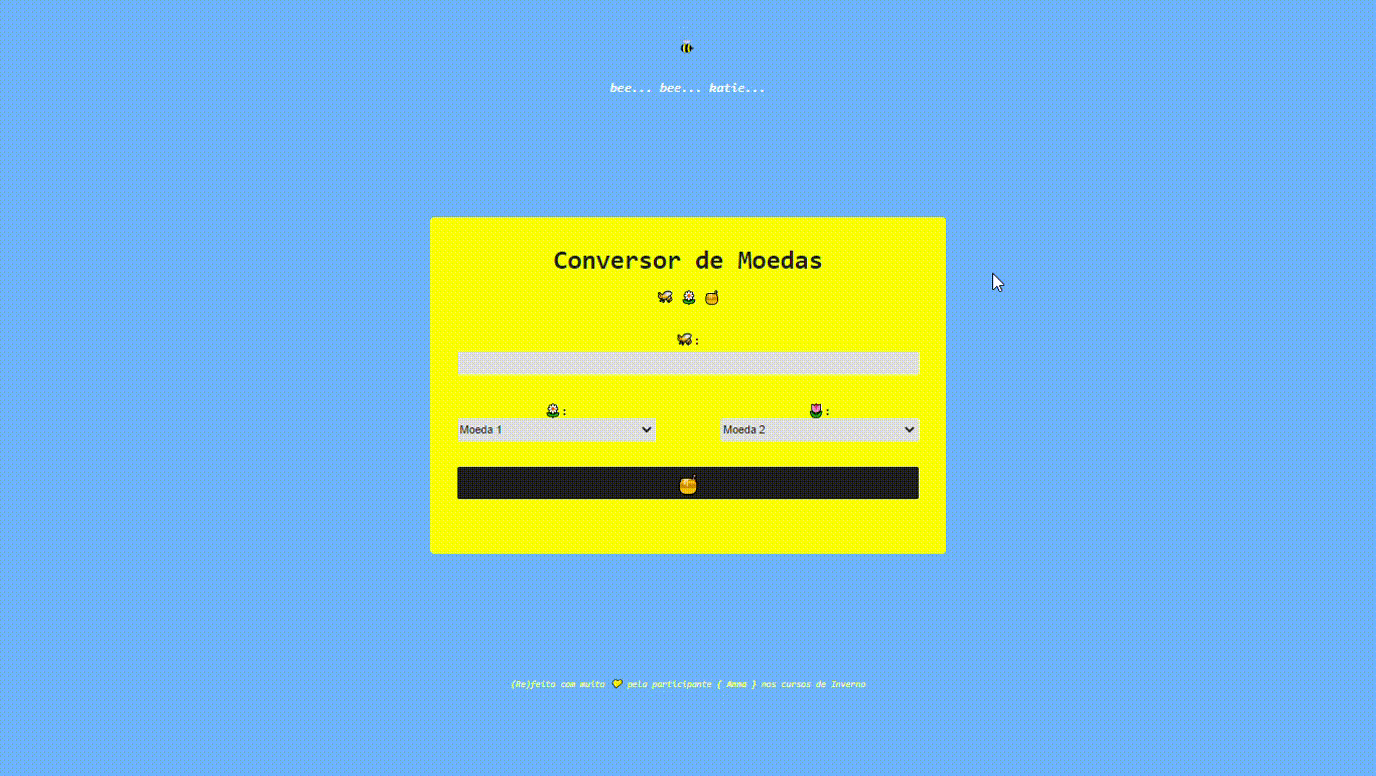 bee... bee... katie...
Conversor de Moedas
:
: :
Moeda 1 Moeda 2
(Re)feito com muito 💛 pelo participante { Anna } nos cursos de Inverno